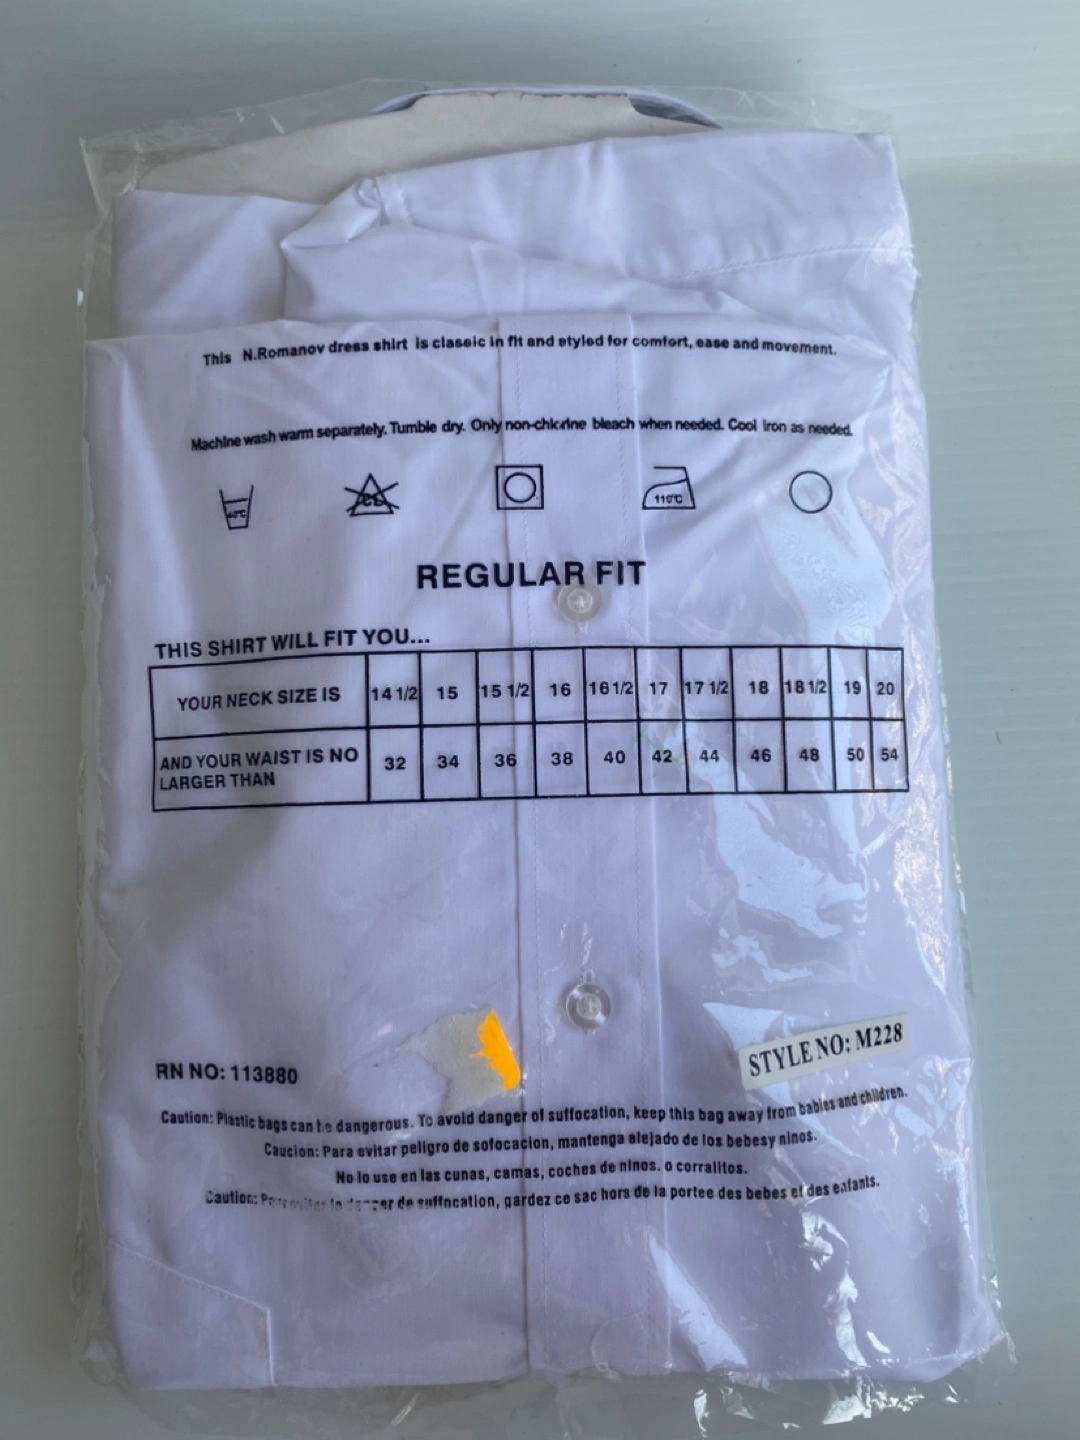 This N.Romanov dress shirt is classic in fit and styled for comfort, ease and movement.
Machine wash warm separately. Tumble dry. Only non-chlorine bleach when needed. Cool Iron as needed.
40°C CL 110°C
REGULAR FIT
THIS SHIRT WILL FIT YOU...
YOUR NECK SIZE IS 14 1/2 15 15 1/2 16 16 1/2 17 17 1/2 18 18 1/2 19 20
AND YOUR WAIST IS NO 32 34 36 38 40 42 44 46 48 50 54
LARGER THAN
STYLE NO: M228
RN NO: 113880
Caution: Plastic bags can be dangerous. To avoid danger of suffocation, keep this bag away from babies and children.
Caucion: Para evitar peligro de sofocacion, mantenga alejado de los bebesy ninos.
No lo use en las cunas, camas, coches de ninos. o corralitos.
Caution: de suffocation, gardez ce sac hors de la portee des bebes et des enfants.